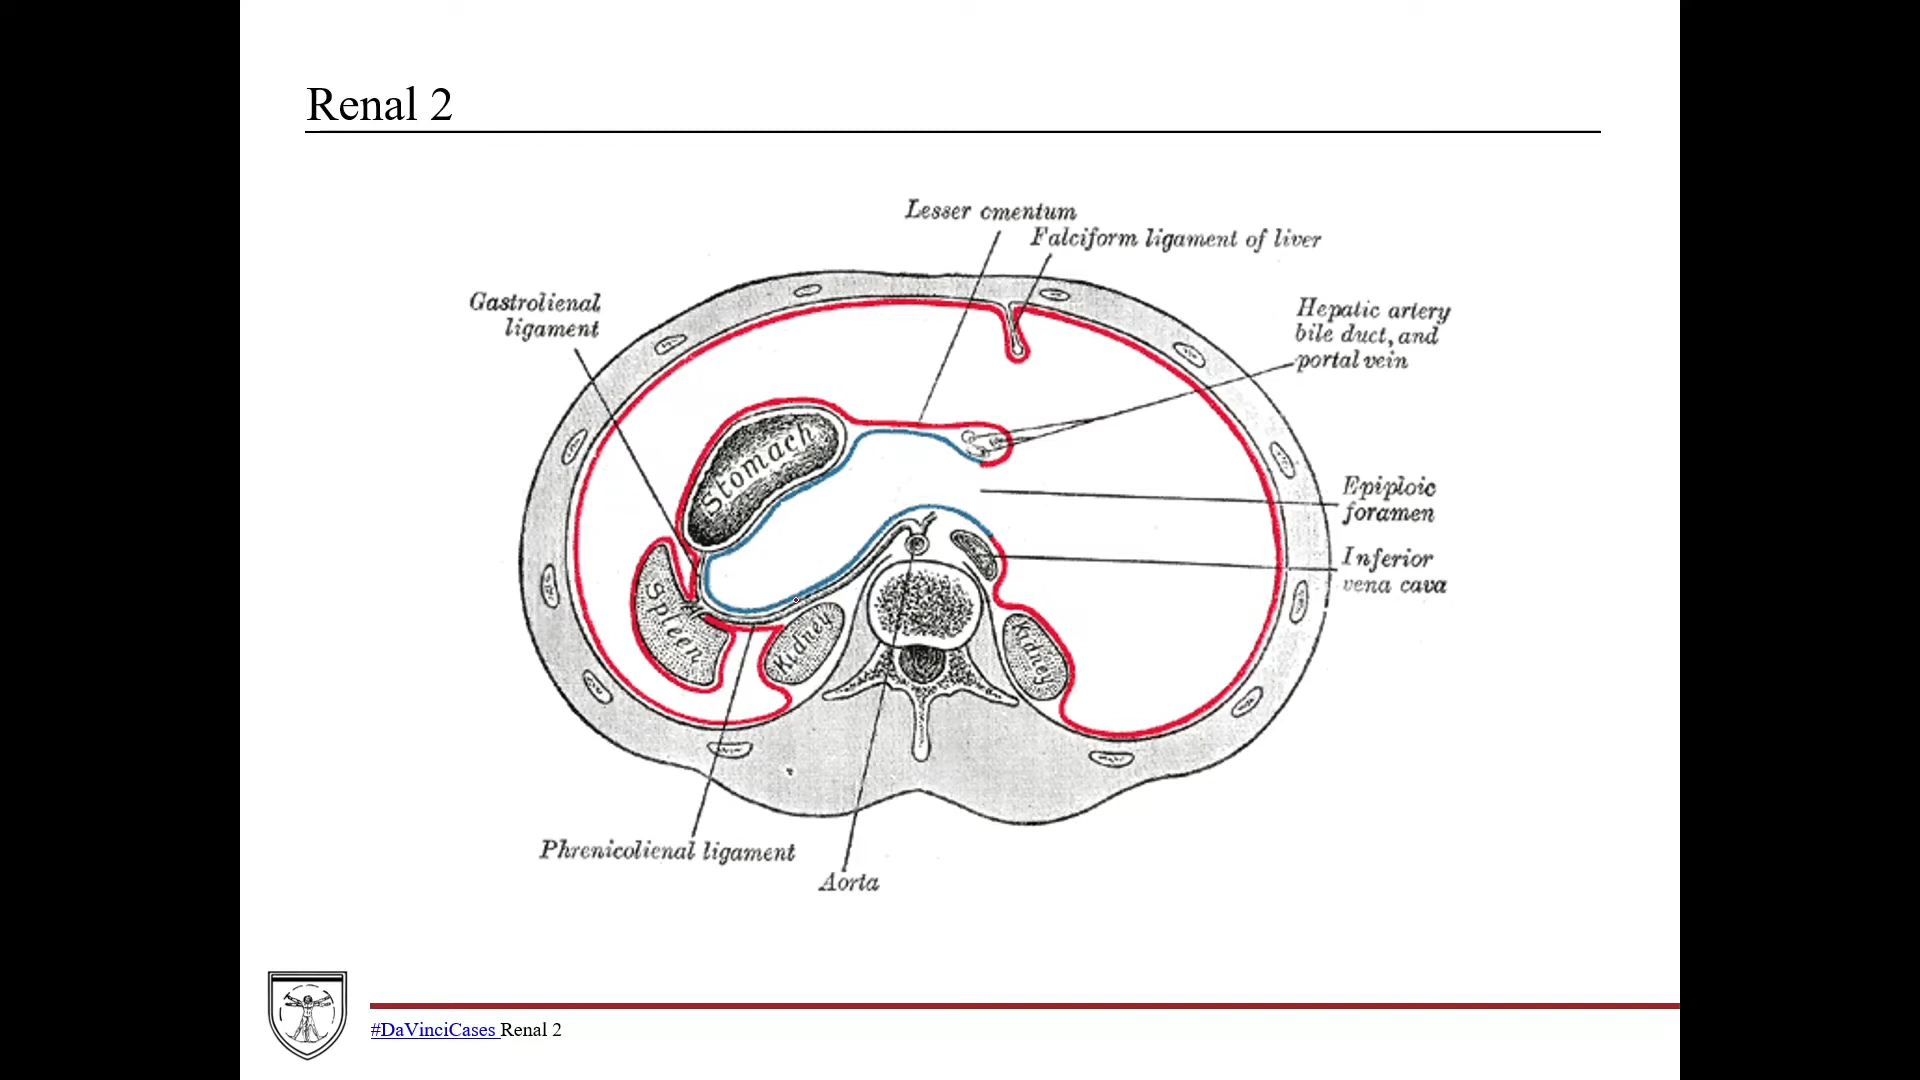 Renal 2
Lesser omentum
Falciform ligament of liver
Gastrolienal
ligament
Hepatic artery
bile duct, and
portal vein
Stomach
Epiploic
foramen
Inferior
vena cava
Spleen
Kidney
Kidney
Phrenicolienal ligament
Aorta
#DaVinciCases Renal 2